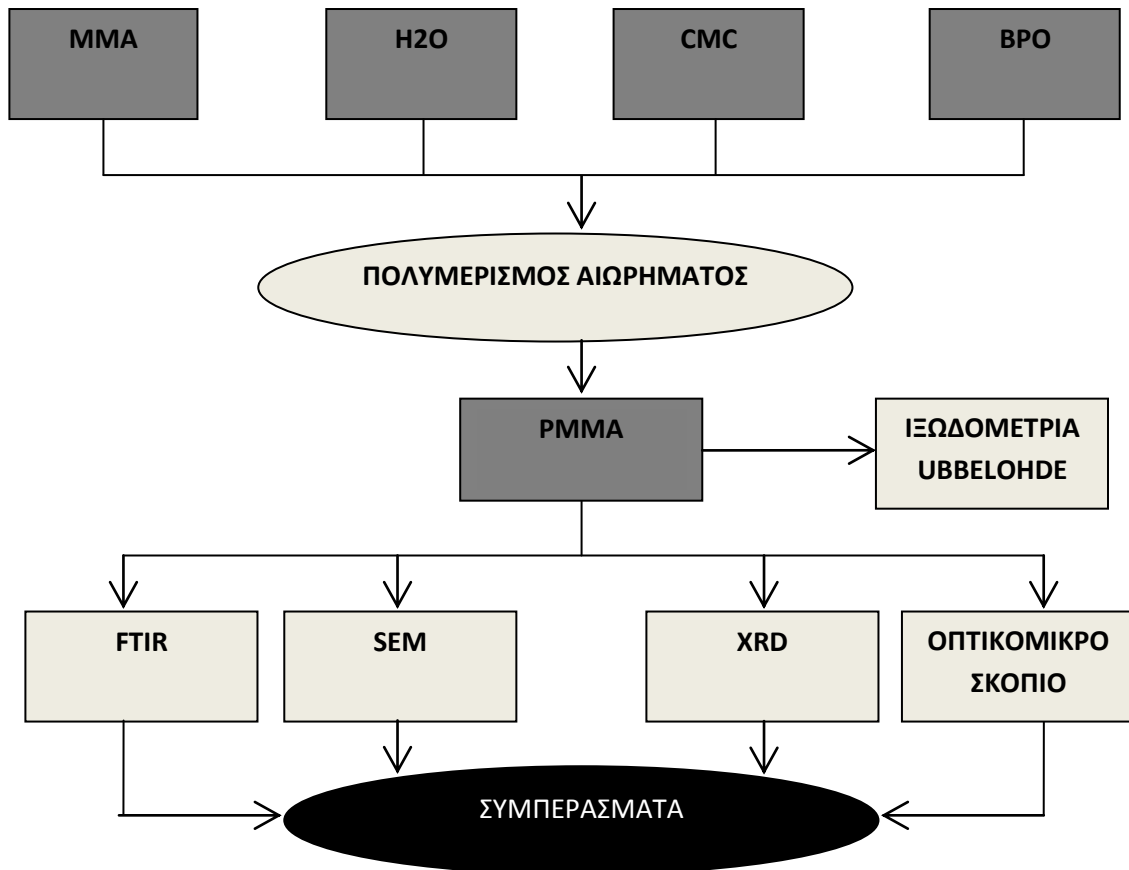 MMA
H2O
CMC
BPO
ΠΟΛΥΜΕΡΙΣΜΟΣ ΑΙΩΡΗΜΑΤΟΣ
PMMA
ΙΞΩΔΟΜΕΤΡΙΑ
UBBELOHDE
FTIR
SEM
XRD
ΟΠΤΙΚΟΜΙΚΡΟ
ΣΚΟΠΙΟ
ΣΥΜΠΕΡΑΣΜΑΤΑ